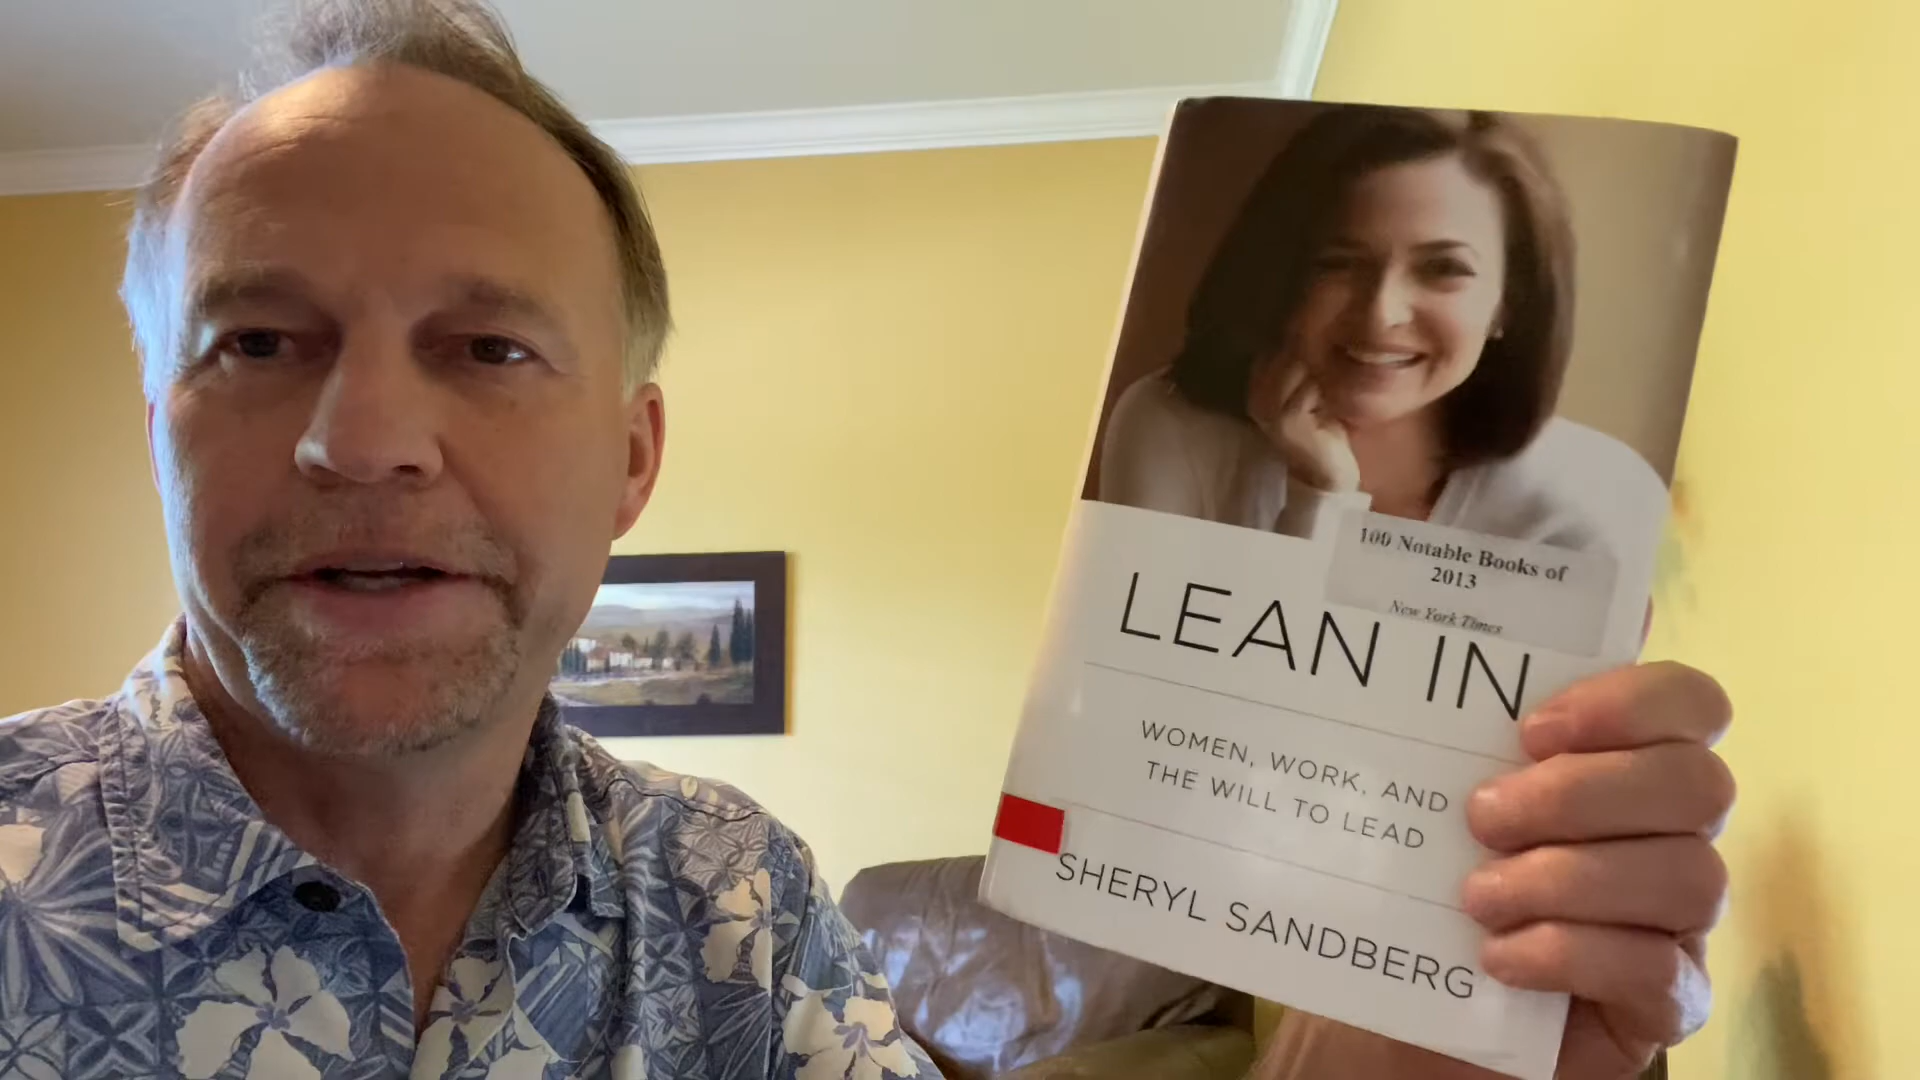 100 Notable Books of
2013
New York Times
LEAN IN
WOMEN, WORK, AND
THE WILL TO LEAD
SHERYL SANDBERG